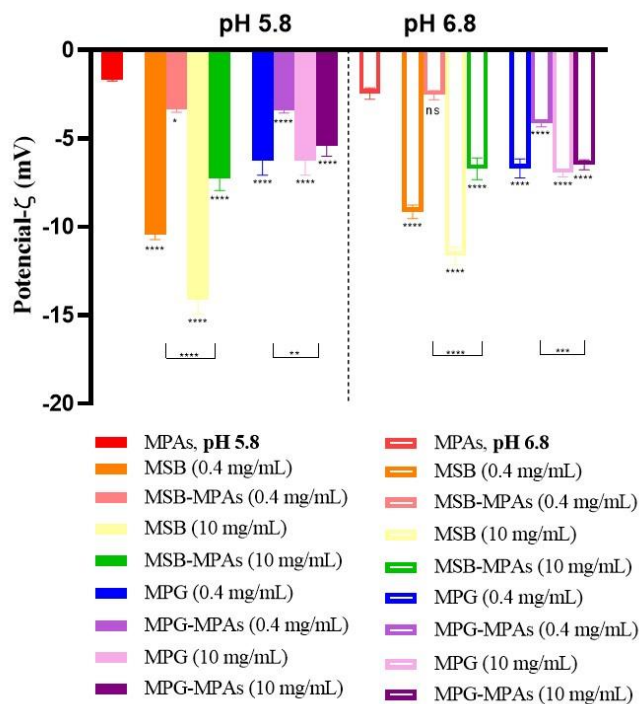 pH 5.8 pH 6.8
Potencial-ζ (mV)
0
-5
-10
-15
-20
* **** ns ****
**** **** **** **** **** **** **** ****
**** **** ****
**** ** **** ***
MPAs, pH 5.8
MSB (0.4 mg/mL)
MSB-MPAs (0.4 mg/mL)
MSB (10 mg/mL)
MSB-MPAs (10 mg/mL)
MPG (0.4 mg/mL)
MPG-MPAs (0.4 mg/mL)
MPG (10 mg/mL)
MPG-MPAs (10 mg/mL)
MPAs, pH 6.8
MSB (0.4 mg/mL)
MSB-MPAs (0.4 mg/mL)
MSB (10 mg/mL)
MSB-MPAs (10 mg/mL)
MPG (0.4 mg/mL)
MPG-MPAs (0.4 mg/mL)
MPG (10 mg/mL)
MPG-MPAs (10 mg/mL)